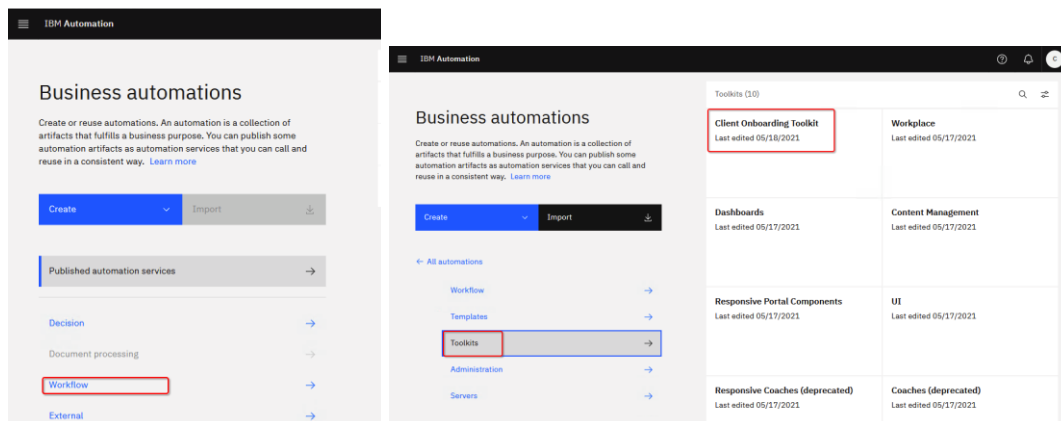 IBM Automation
Business automations
Create or reuse automations. An automation is a collection of
artifacts that fulfills a business purpose. You can publish some
automation artifacts as automation services that you can call and
reuse in a consistent way. Learn more
Create
Import
Published automation services
Decision
Document processing
Workflow
External
IBM Automation
C
Business automations
Create or reuse automations. An automation is a collection of
artifacts that fulfills a business purpose. You can publish some
automation artifacts as automation services that you can call and
reuse in a consistent way. Learn more
Create
Import
All automations
Workflow
Templates
Toolkits
Administration
Servers
Toolkits (10)
Client Onboarding Toolkit
Last edited 05/18/2021
Workplace
Last edited 05/17/2021
Dashboards
Last edited 05/17/2021
Content Management
Last edited 05/17/2021
Responsive Portal Components
Last edited 05/17/2021
UI
Last edited 05/17/2021
Responsive Coaches (deprecated)
Last edited 05/17/2021
Coaches (deprecated)
Last edited 05/17/2021